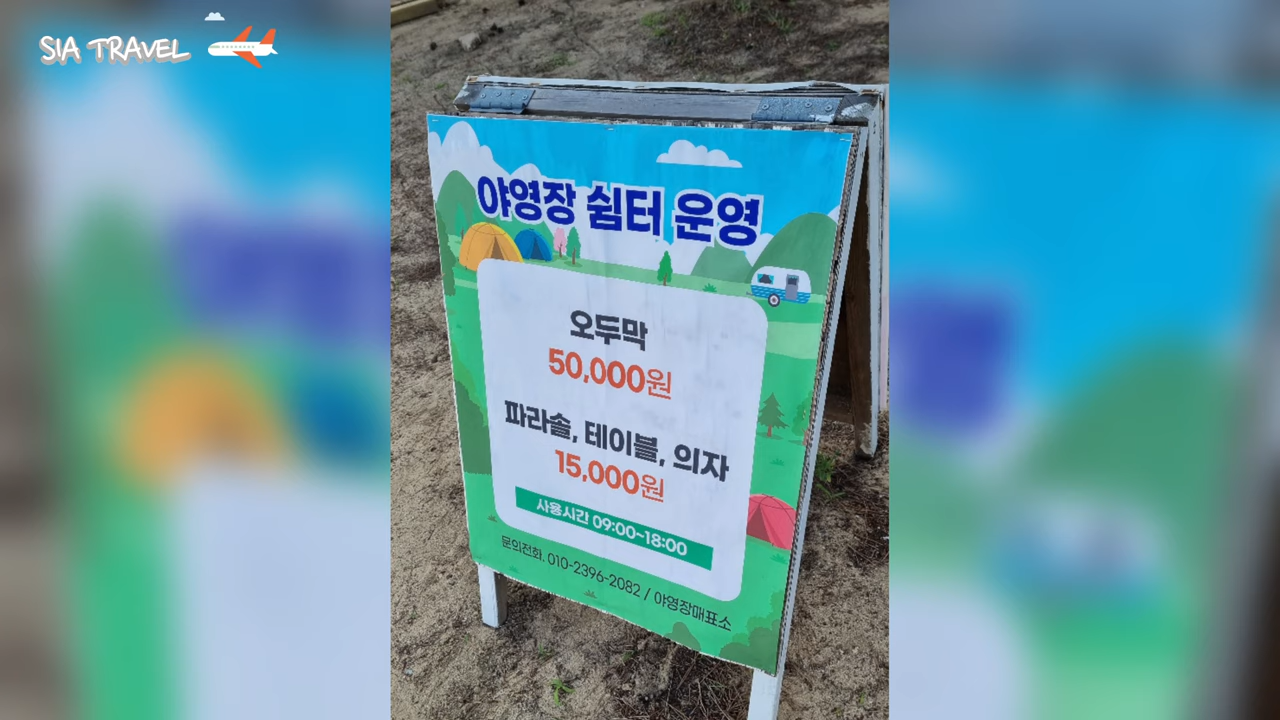 SIA TRAVEL
야영장 쉼터 운영
오두막
50,000원
파라솔, 테이블, 의자
15,000원
사용시간 09:00~18:00
문의전화. 010-2396-2082 / 야영장매표소